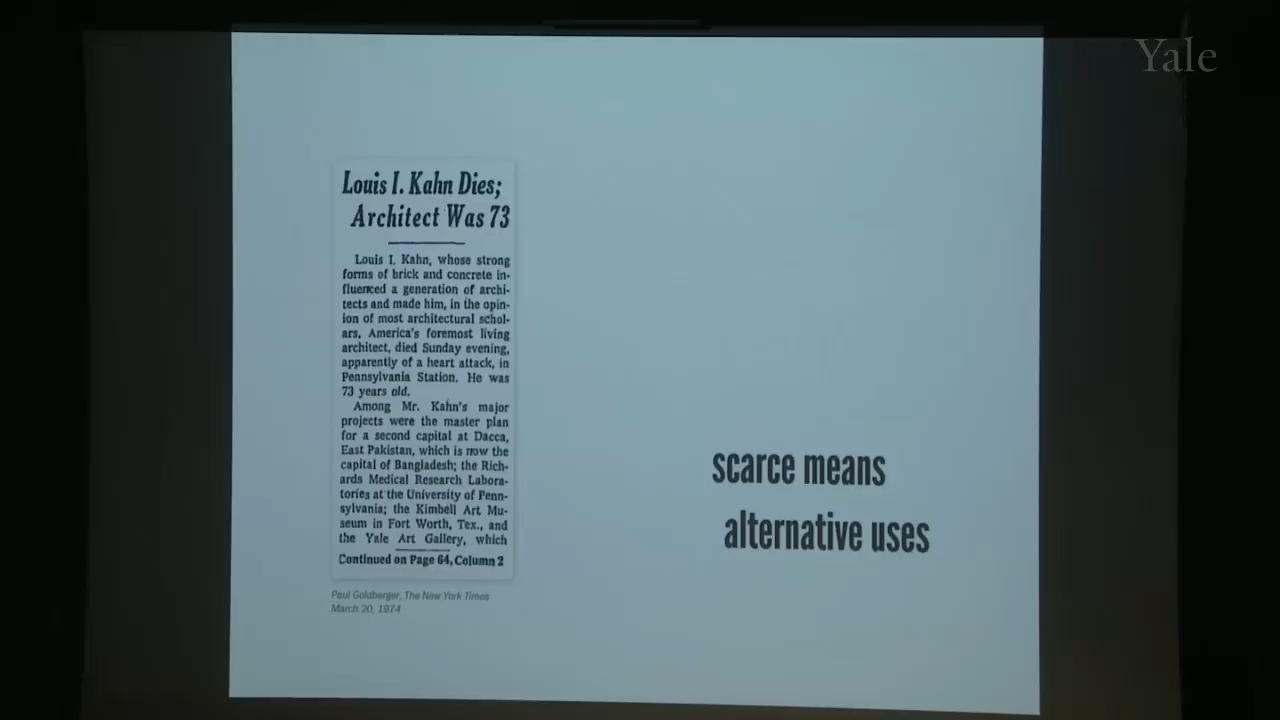 Yale
Louis I. Kahn Dies;
Architect Was 73
Louis I. Kahn, whose strong
forms of brick and concrete in-
fluenced a generation of archi-
tects and made him, in the opin-
ion of most architectural schol-
ars, America's foremost living
architect, died Sunday evening,
apparently of a heart attack, in
Pennsylvania Station. He was
73 years old.
Among Mr. Kahn's major
projects were the master plan
for a second capital at Dacca,
East Pakistan, which is now the
capital of Bangladesh; the Rich-
ards Medical Research Labora-
tories at the University of Penn-
sylvania; the Kimbell Art Mu-
seum in Fort Worth, Tex., and
the Yale Art Gallery, which
Continued on Page 64, Column 2
Paul Goldberger, The New York Times
March 20, 1974
scarce means
alternative uses